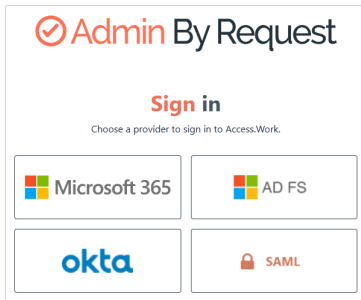 Admin By Request
Sign in
Choose a provider to sign in to Access.Work.
Microsoft 365
AD FS
okta
SAML